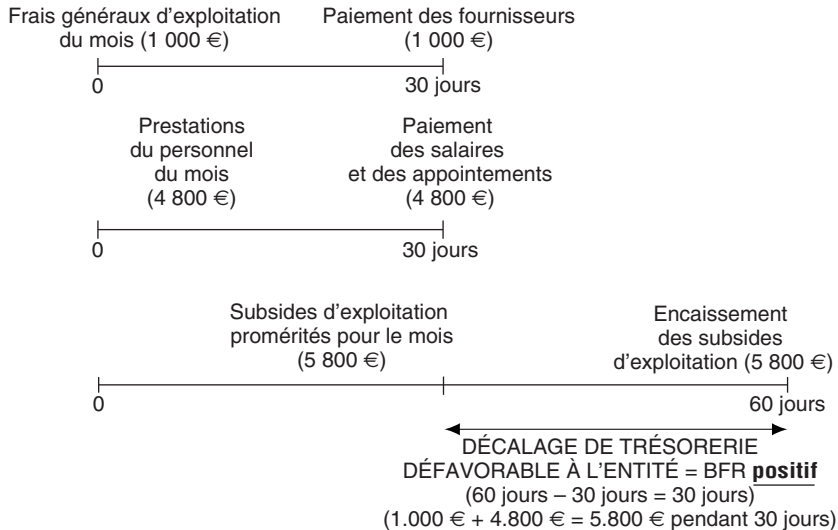 Frais généraux d'exploitation
du mois (1 000 €)
Paiement des fournisseurs
(1 000 €)
0
30 jours
Prestations
du personnel
du mois
(4 800 €)
Paiement
des salaires
et des appointements
(4 800 €)
0
30 jours
Subsides d'exploitation
promérités pour le mois
(5 800 €)
Encaissement
des subsides
d'exploitation (5 800 €)
0
60 jours
DÉCALAGE DE TRÉSORERIE
DÉFAVORABLE À L'ENTITÉ = BFR positif
(60 jours – 30 jours = 30 jours)
(1.000 € + 4.800 € = 5.800 € pendant 30 jours)